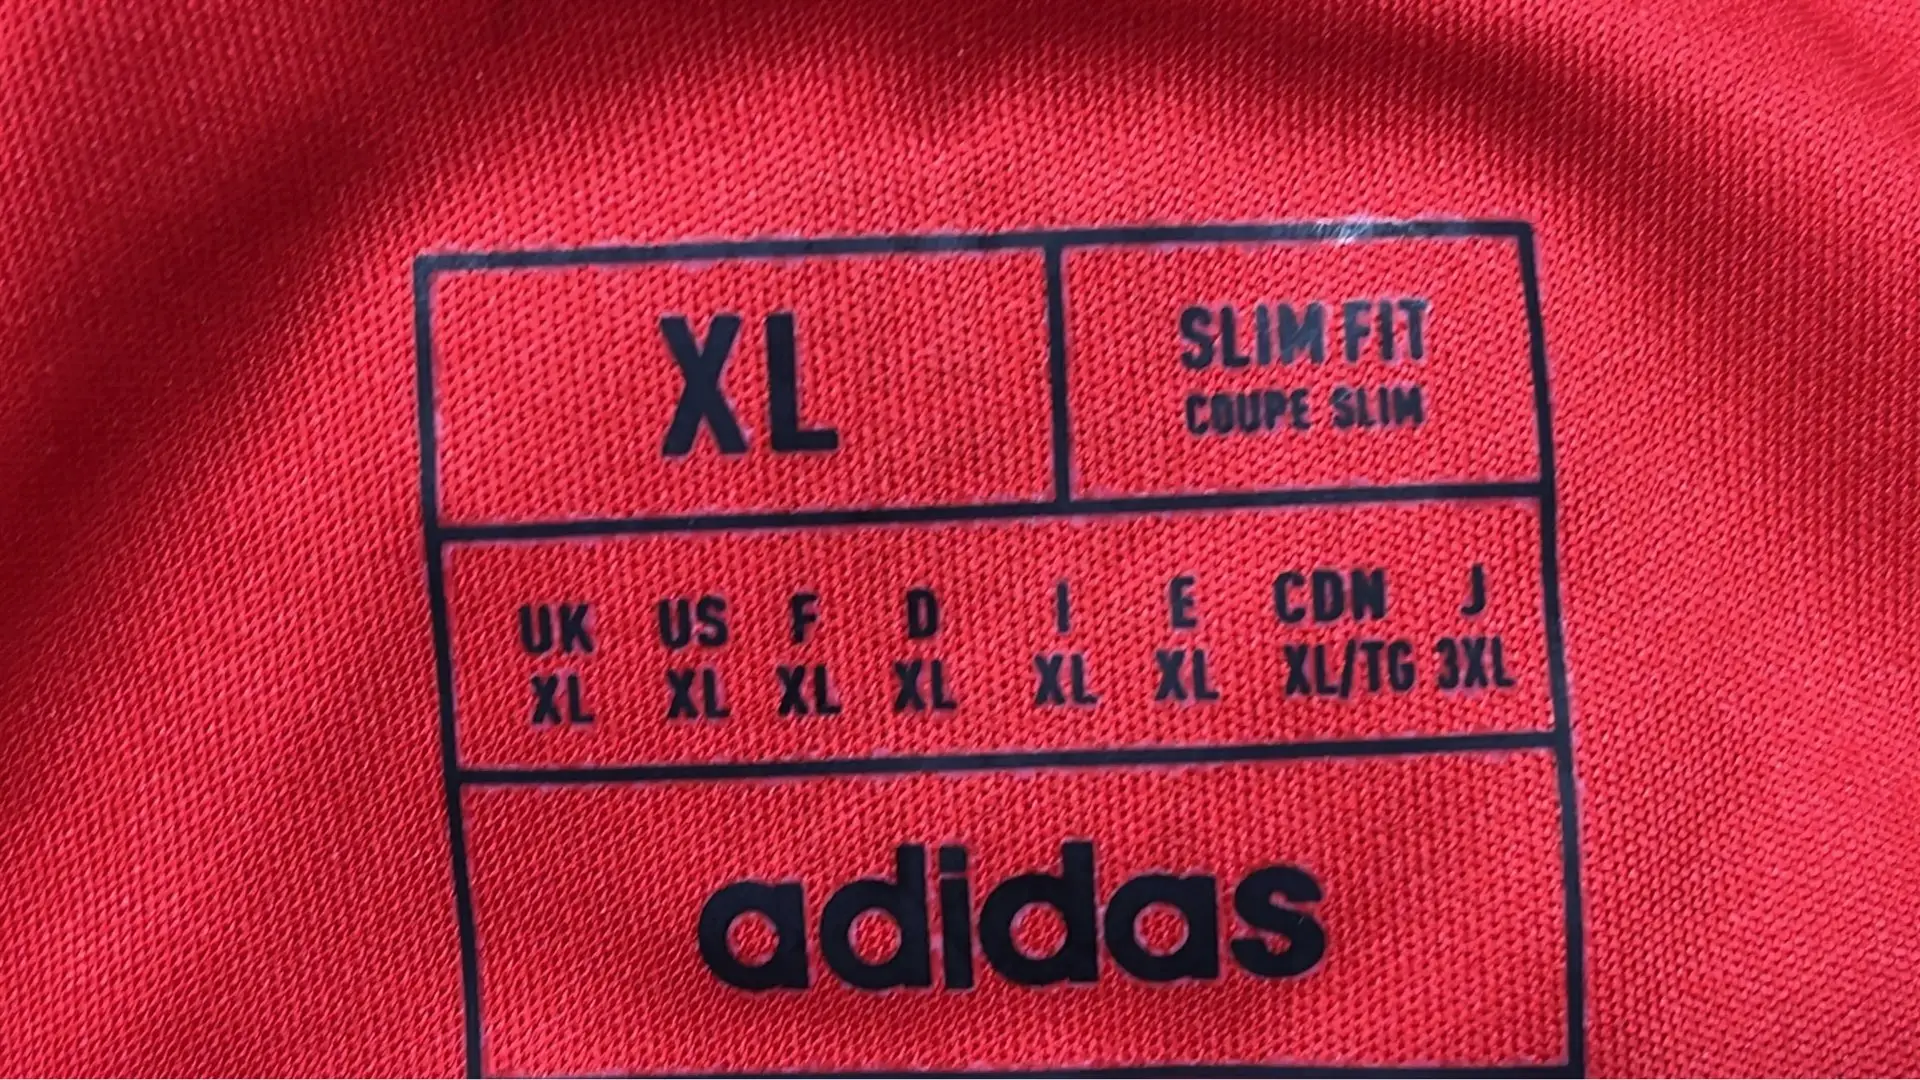 XL
SLIM FIT
COUPE SLIM
UK US F D I E CDN J
XL XL XL XL XL XL XL/TG 3XL
adidas